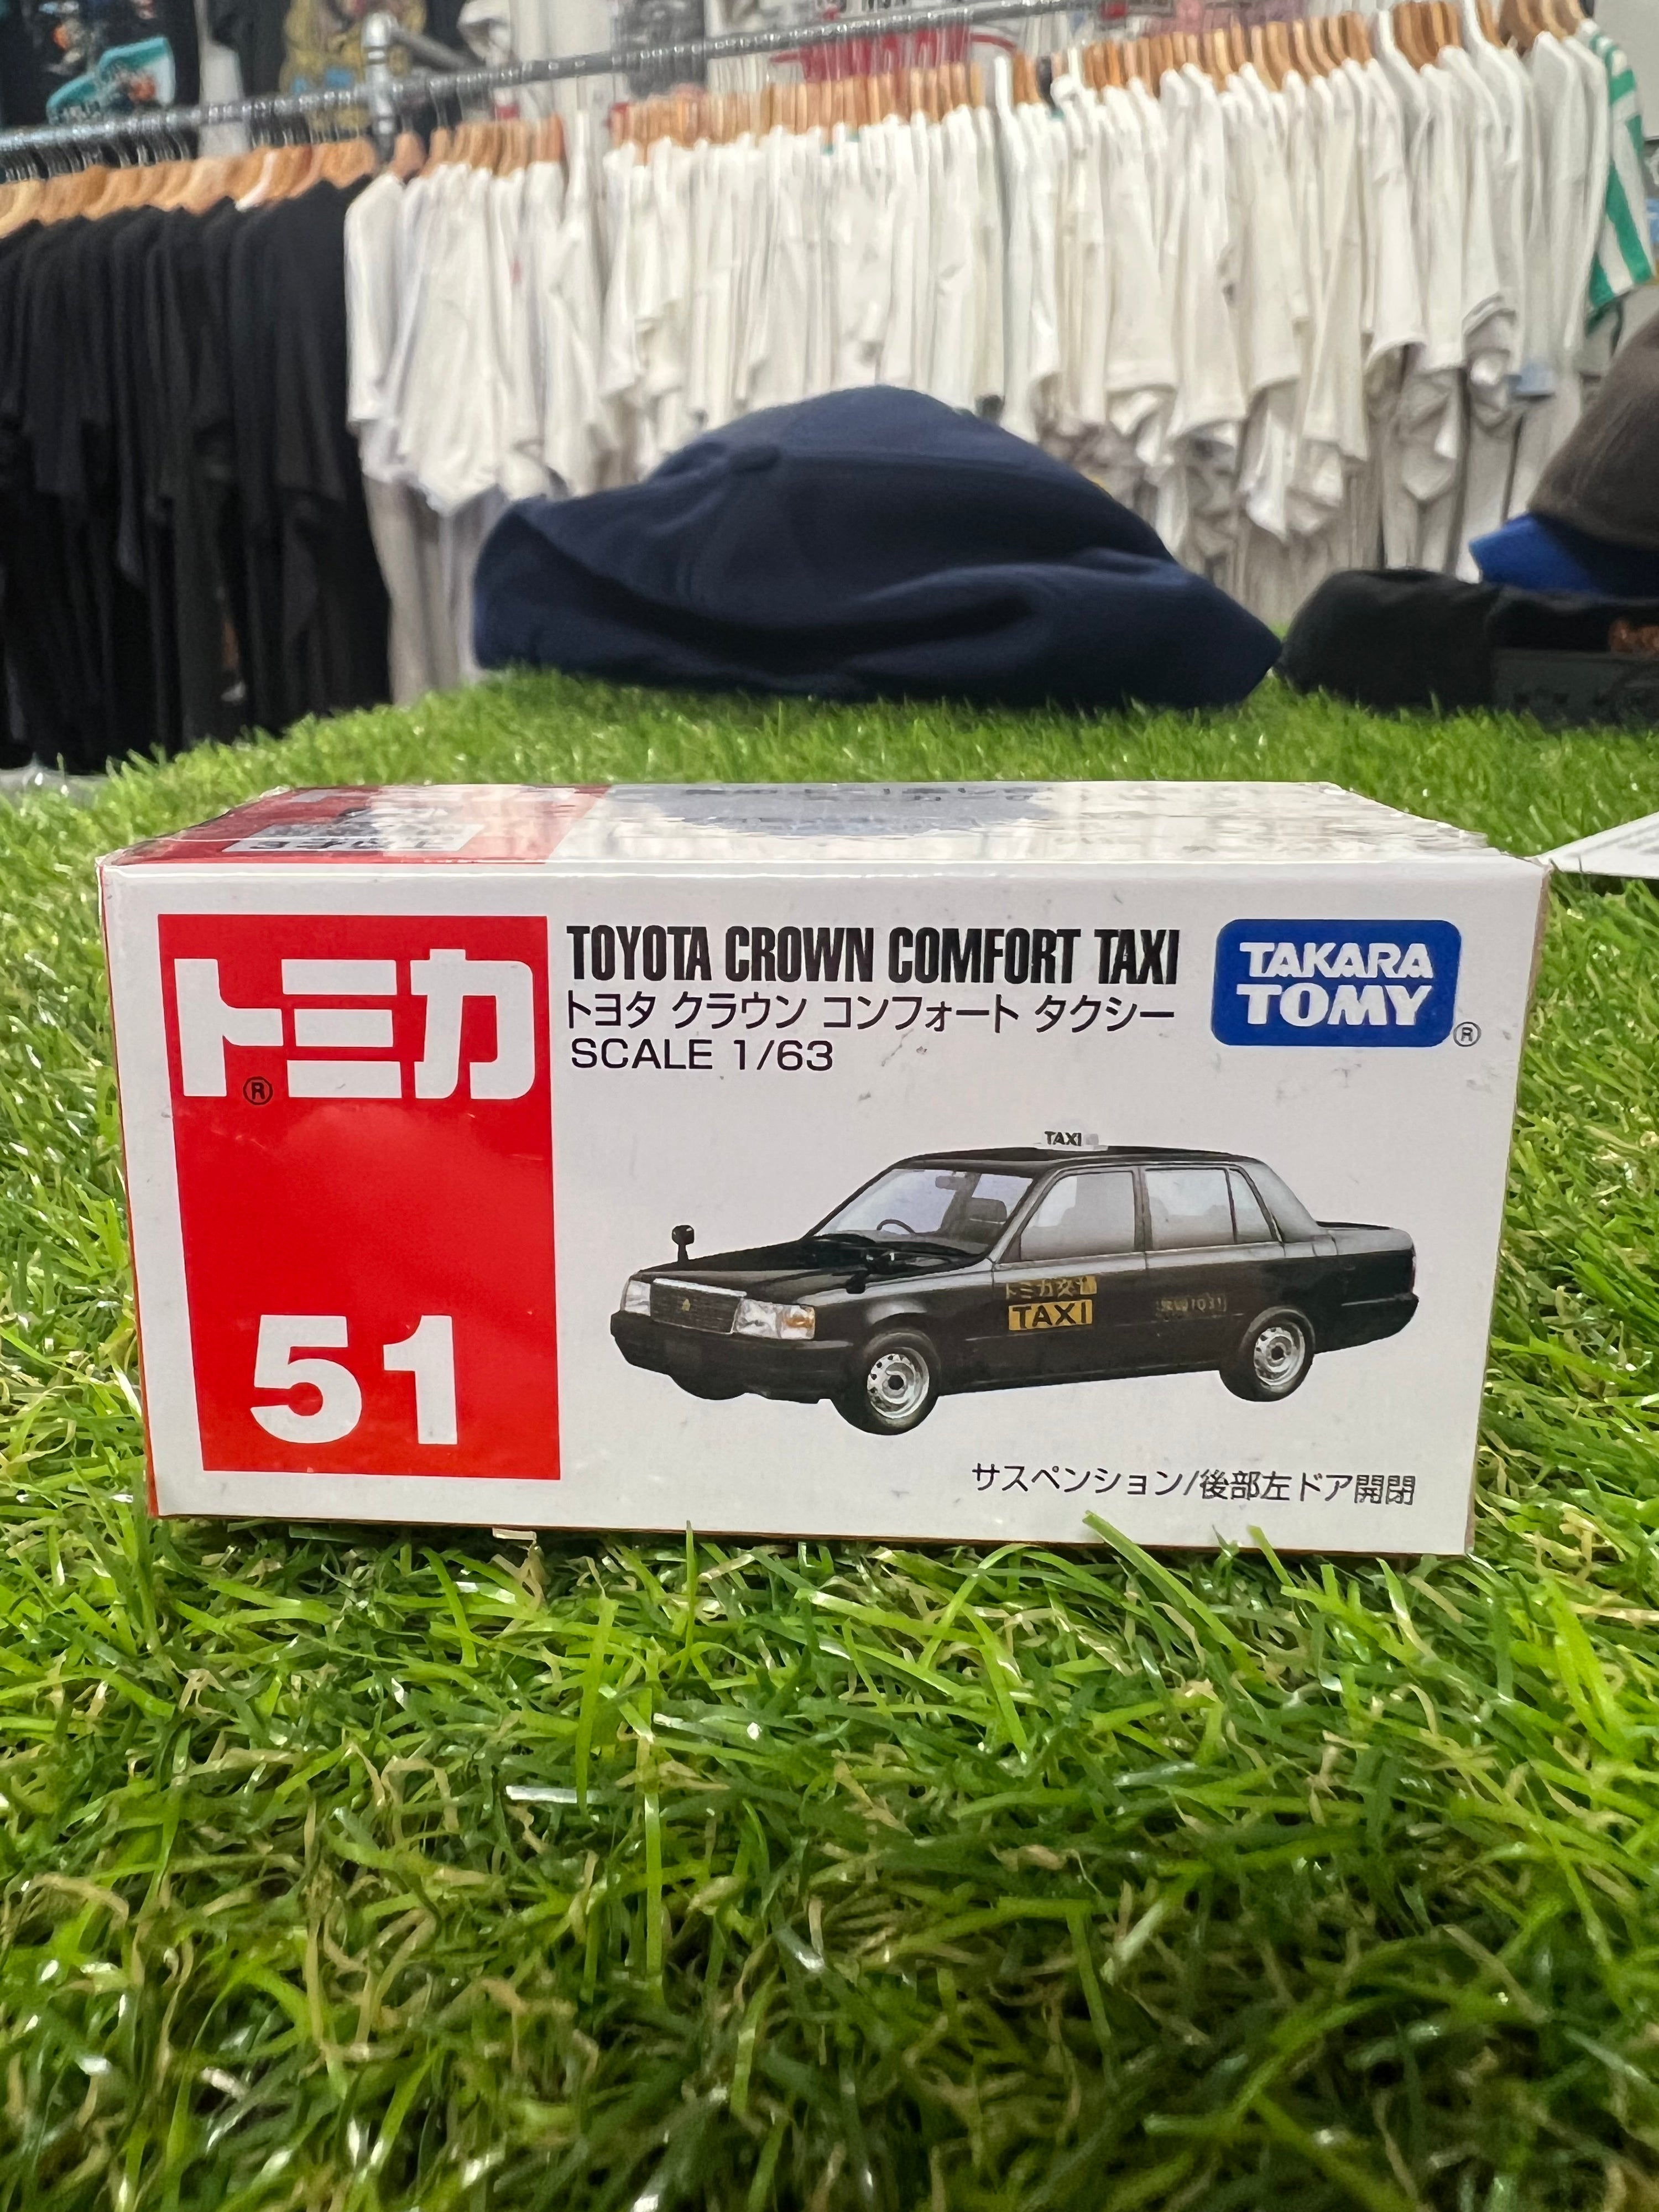 トミカ®
51
TOYOTA CROWN COMFORT TAXI
トヨタ クラウン コンフォート タクシー
SCALE 1/63
TAKARA
TOMY®
TAXI
トミカ交通
TAXI
サスペンション/後部左ドア開閉